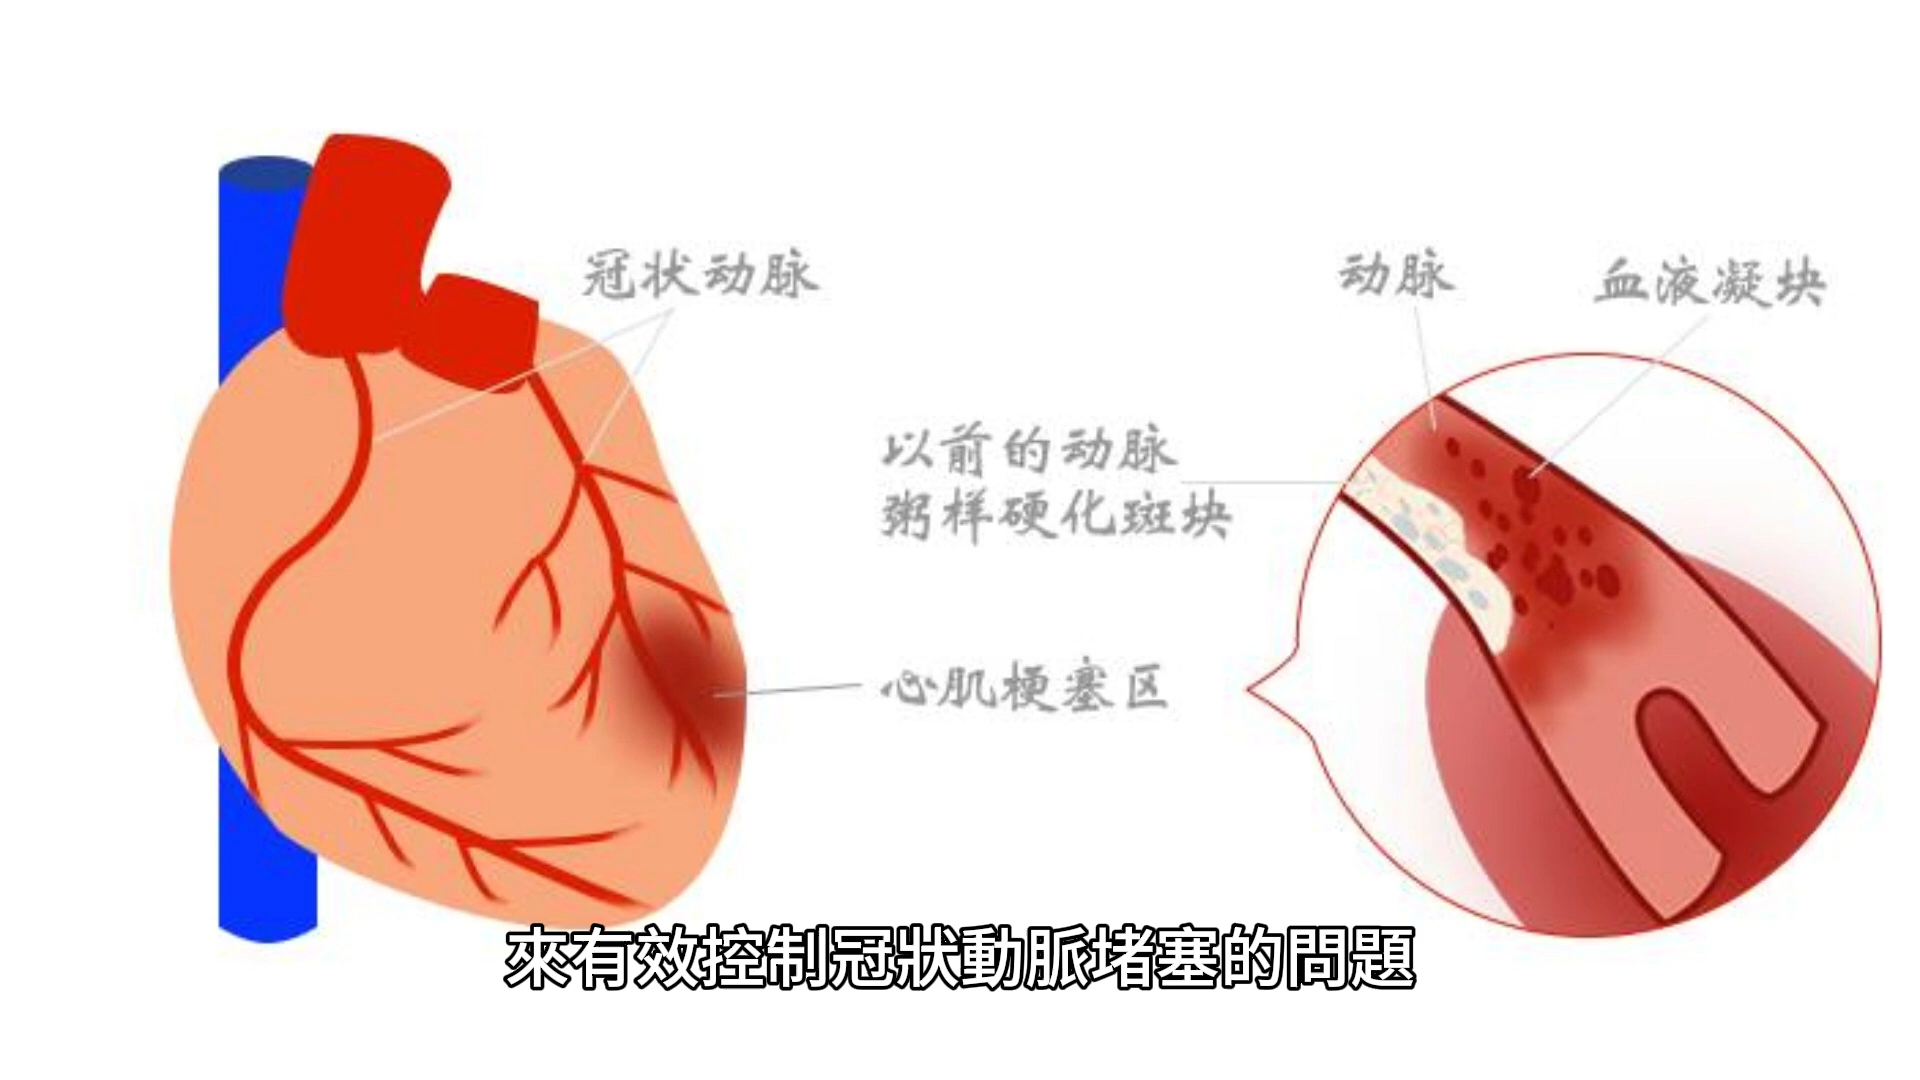 冠状动脉
动脉
血液凝块
以前的动脉
粥样硬化斑块
心肌梗塞区
來有效控制冠狀動脈堵塞的問題